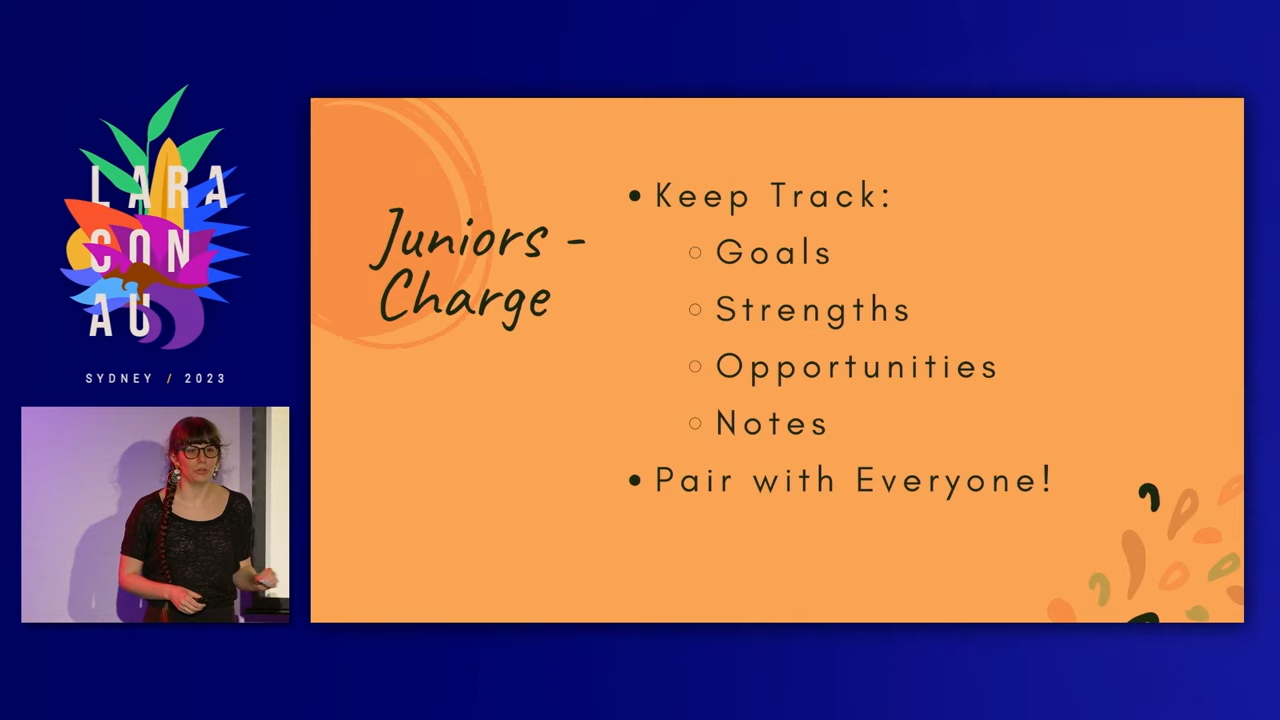 LARA
CON
AU
SYDNEY / 2023
Juniors -
Charge
• Keep Track:
○ Goals
○ Strengths
○ Opportunities
○ Notes
• Pair with Everyone!